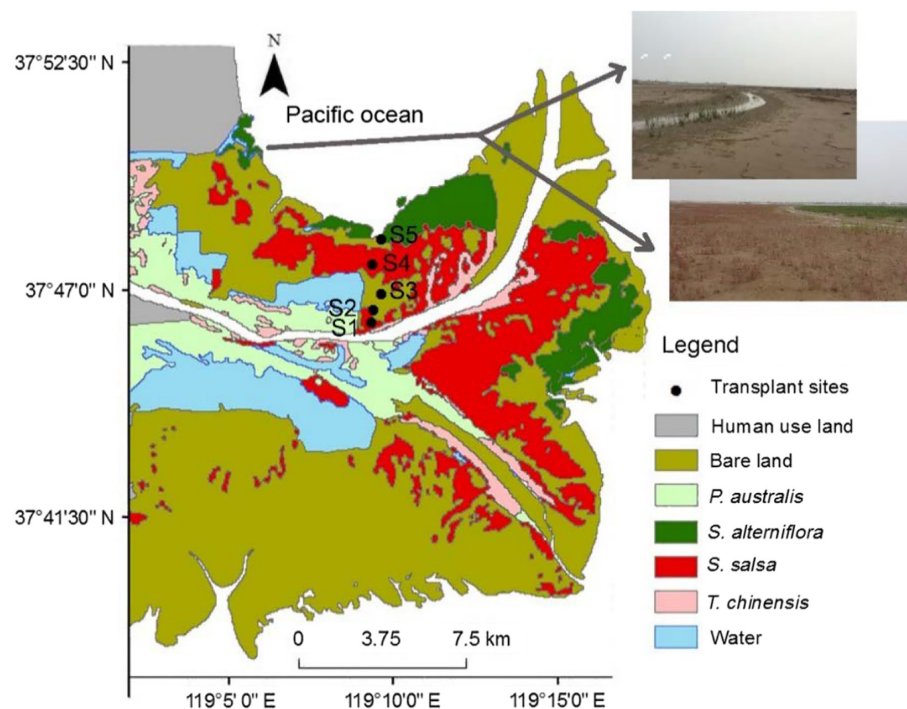 N
37°52'30" N
Pacific ocean
S5
S4
37°47'0" N
S3
S2
S1
Legend
Transplant sites
Human use land
Bare land
P. australis
37°41'30" N
S. alterniflora
S. salsa
T. chinensis
0 3.75 7.5 km
Water
119°5'0" E 119°10'0" E 119°15'0" E